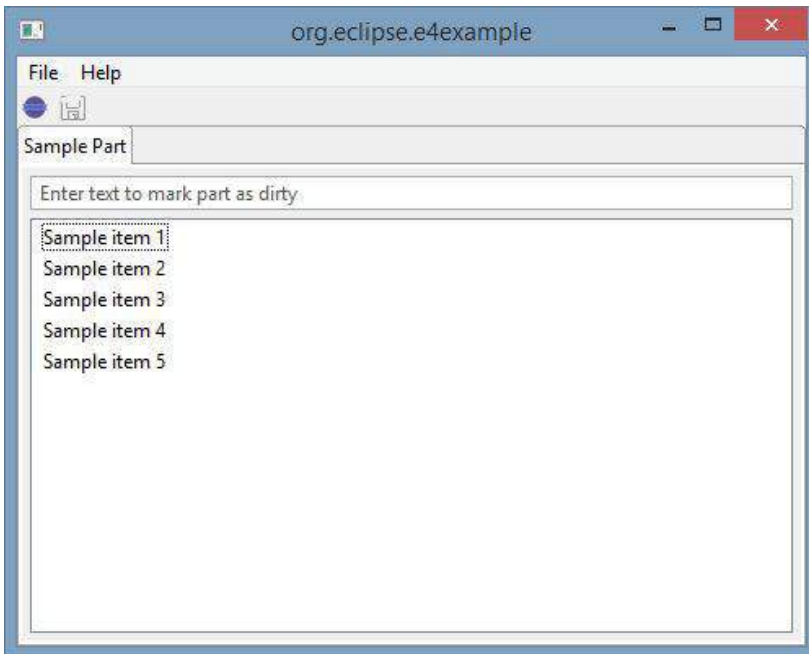 org.eclipse.e4example
File Help
Sample Part
Enter text to mark part as dirty
Sample item 1
Sample item 2
Sample item 3
Sample item 4
Sample item 5